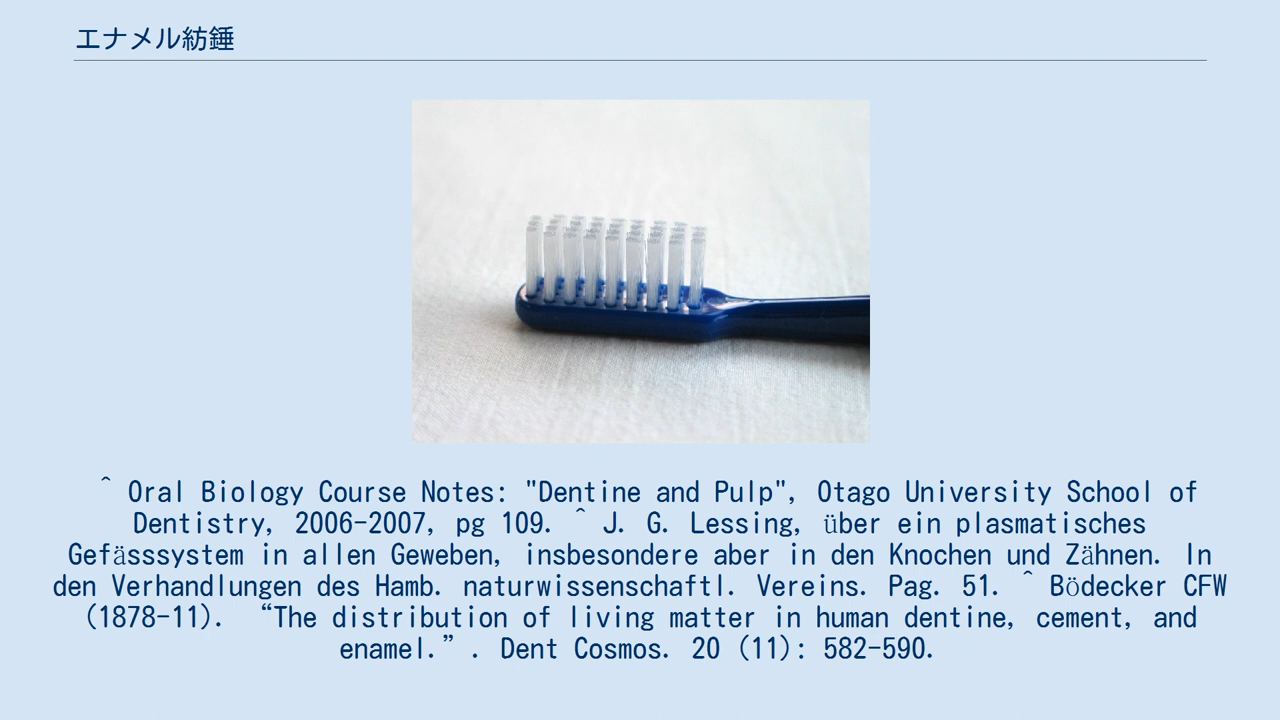 エナメル紡錘
^ Oral Biology Course Notes: "Dentine and Pulp", Otago University School of
Dentistry, 2006-2007, pg 109. ^ J. G. Lessing, über ein plasmatisches
Gefässsystem in allen Geweben, insbesondere aber in den Knochen und Zähnen. In
den Verhandlungen des Hamb. naturwissenschaftl. Vereins. Pag. 51. ^ Bödecker CFW
(1878-11). “The distribution of living matter in human dentine, cement, and
enamel.”. Dent Cosmos. 20 (11): 582-590.